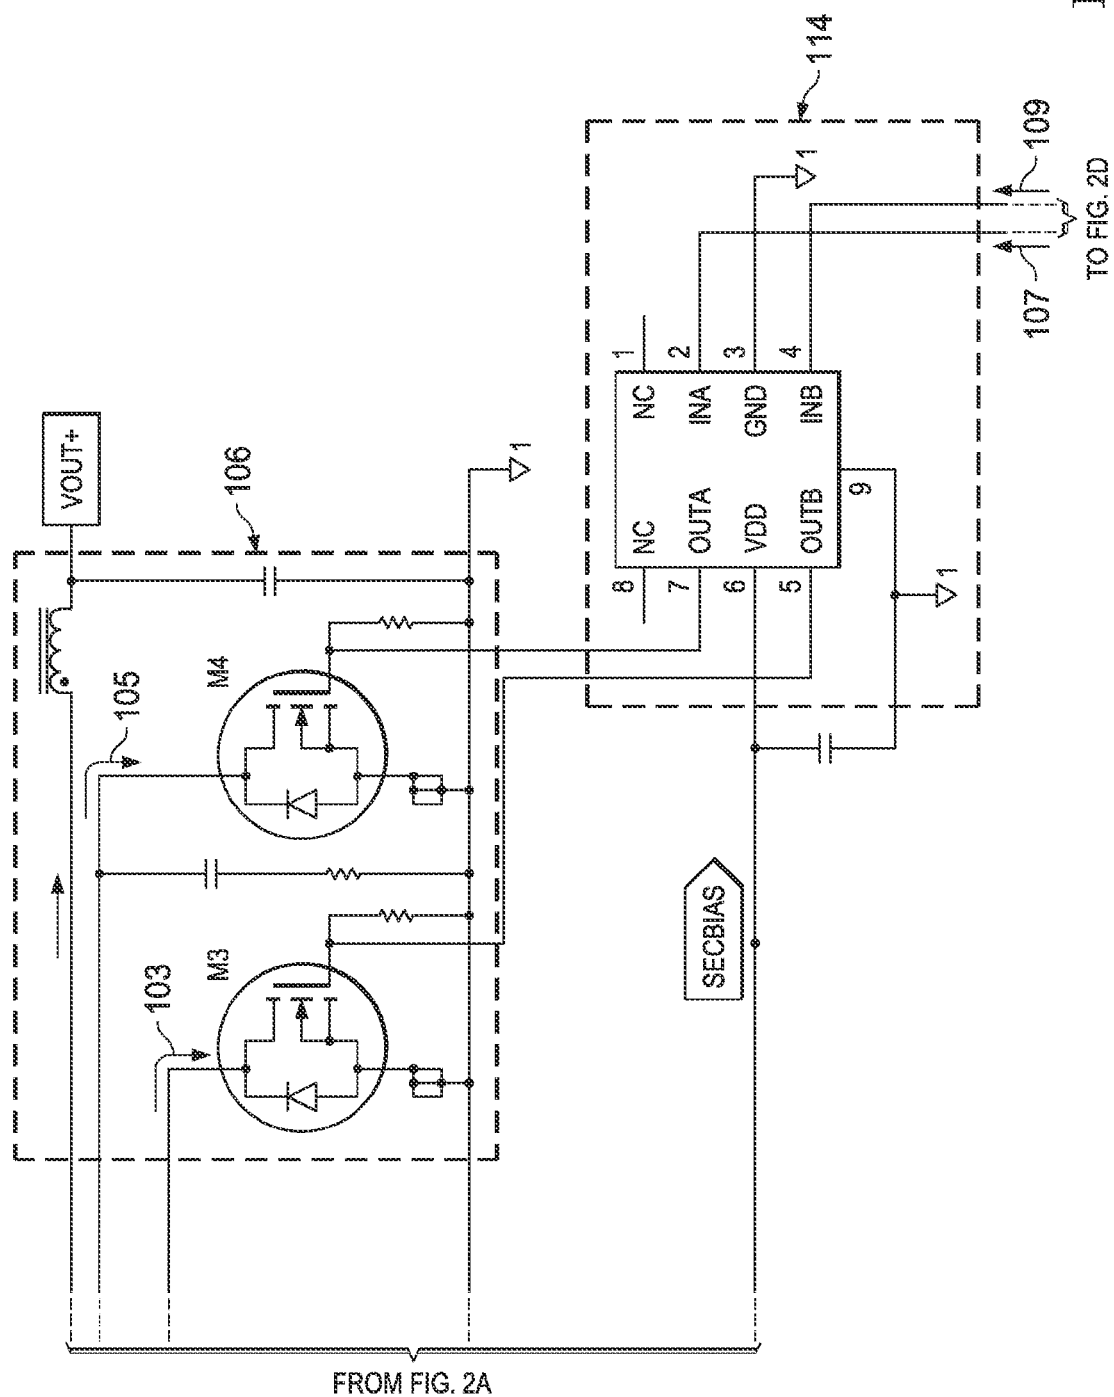 VOUT+
106
105
M4
103
M3
1
114
NC
8
1
NC
OUTA
7
2
INA
VDD
6
3
GND
OUTB
5
4
INB
9
1
1
SECBIAS
109
107
TO FIG. 2D
FROM FIG. 2A